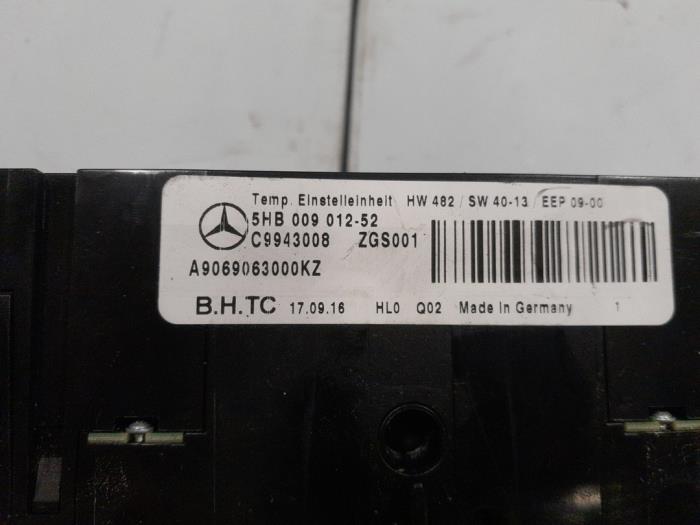 Temp. Einstelleinheit HW 482 / SW 40-13 / EEP 09-00
5HB 009 012-52
C9943008 ZGS001
A9069063000KZ
B.H.TC 17.09.16 HL0 Q02 Made in Germany 1